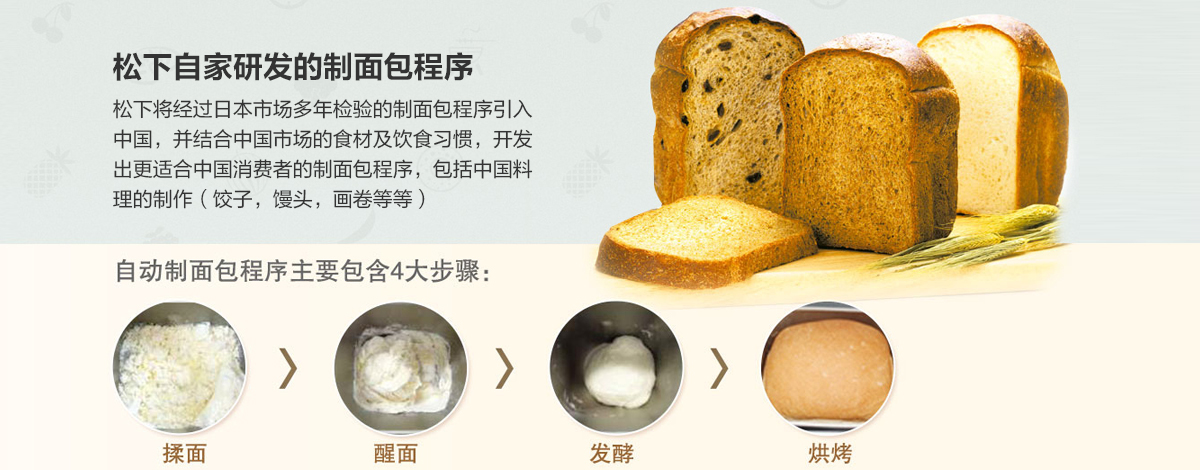 松下自家研发的制面包程序
松下将经过日本市场多年检验的制面包程序引入
中国，并结合中国市场的食材及饮食习惯，开发
出更适合中国消费者的制面包程序，包括中国料
理的制作（饺子，馒头，画卷等等）
自动制面包程序主要包含4大步骤：
揉面
醒面
发酵
烘烤